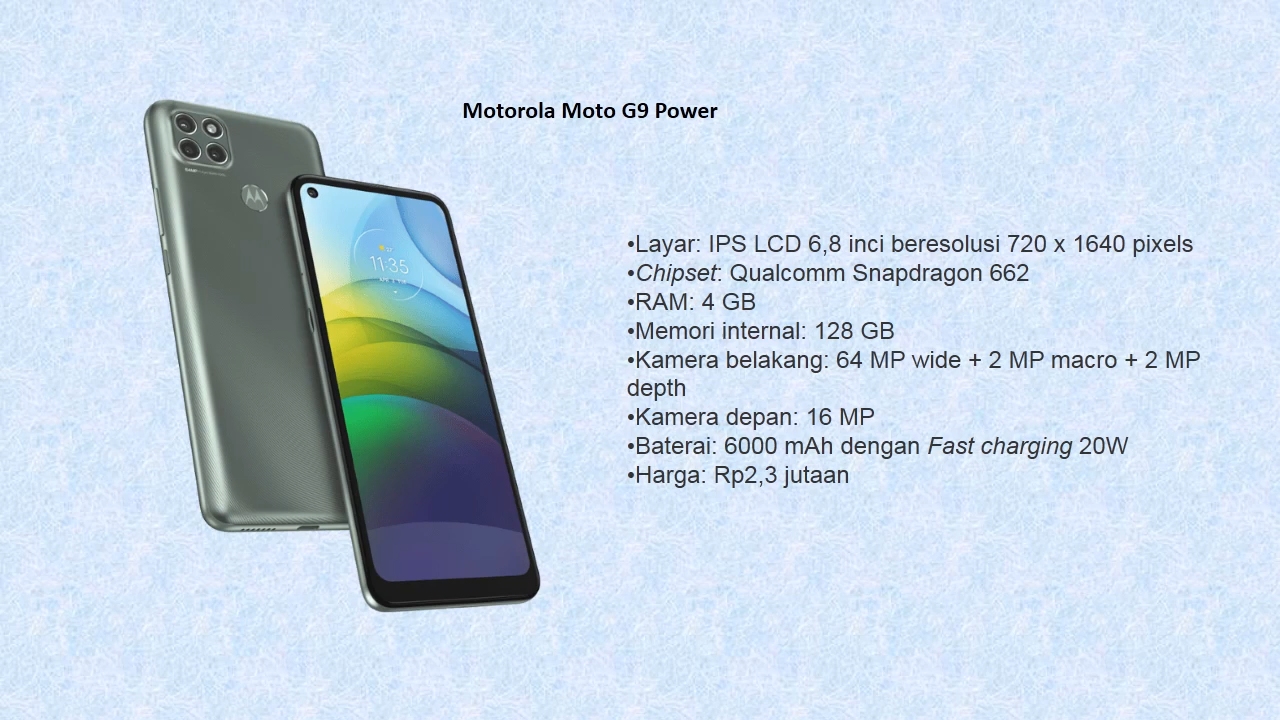 Motorola Moto G9 Power
11:35
•Layar: IPS LCD 6,8 inci beresolusi 720 x 1640 pixels
•Chipset: Qualcomm Snapdragon 662
•RAM: 4 GB
•Memori internal: 128 GB
•Kamera belakang: 64 MP wide + 2 MP macro + 2 MP
depth
•Kamera depan: 16 MP
•Baterai: 6000 mAh dengan Fast charging 20W
•Harga: Rp2,3 jutaan